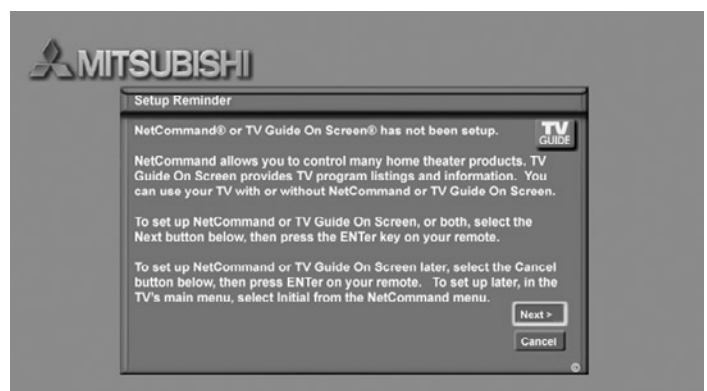 MITSUBISHI
Setup Reminder
NetCommand® or TV Guide On Screen® has not been setup.
TV
GUIDE
NetCommand allows you to control many home theater products. TV
Guide On Screen provides TV program listings and information. You
can use your TV with or without NetCommand or TV Guide On Screen.
To set up NetCommand or TV Guide On Screen, or both, select the
Next button below, then press the ENTer key on your remote.
To set up NetCommand or TV Guide On Screen later, select the Cancel
button below, then press ENTer on your remote. To set up later, in the
TV's main menu, select Initial from the NetCommand menu.
Next >
Cancel
©